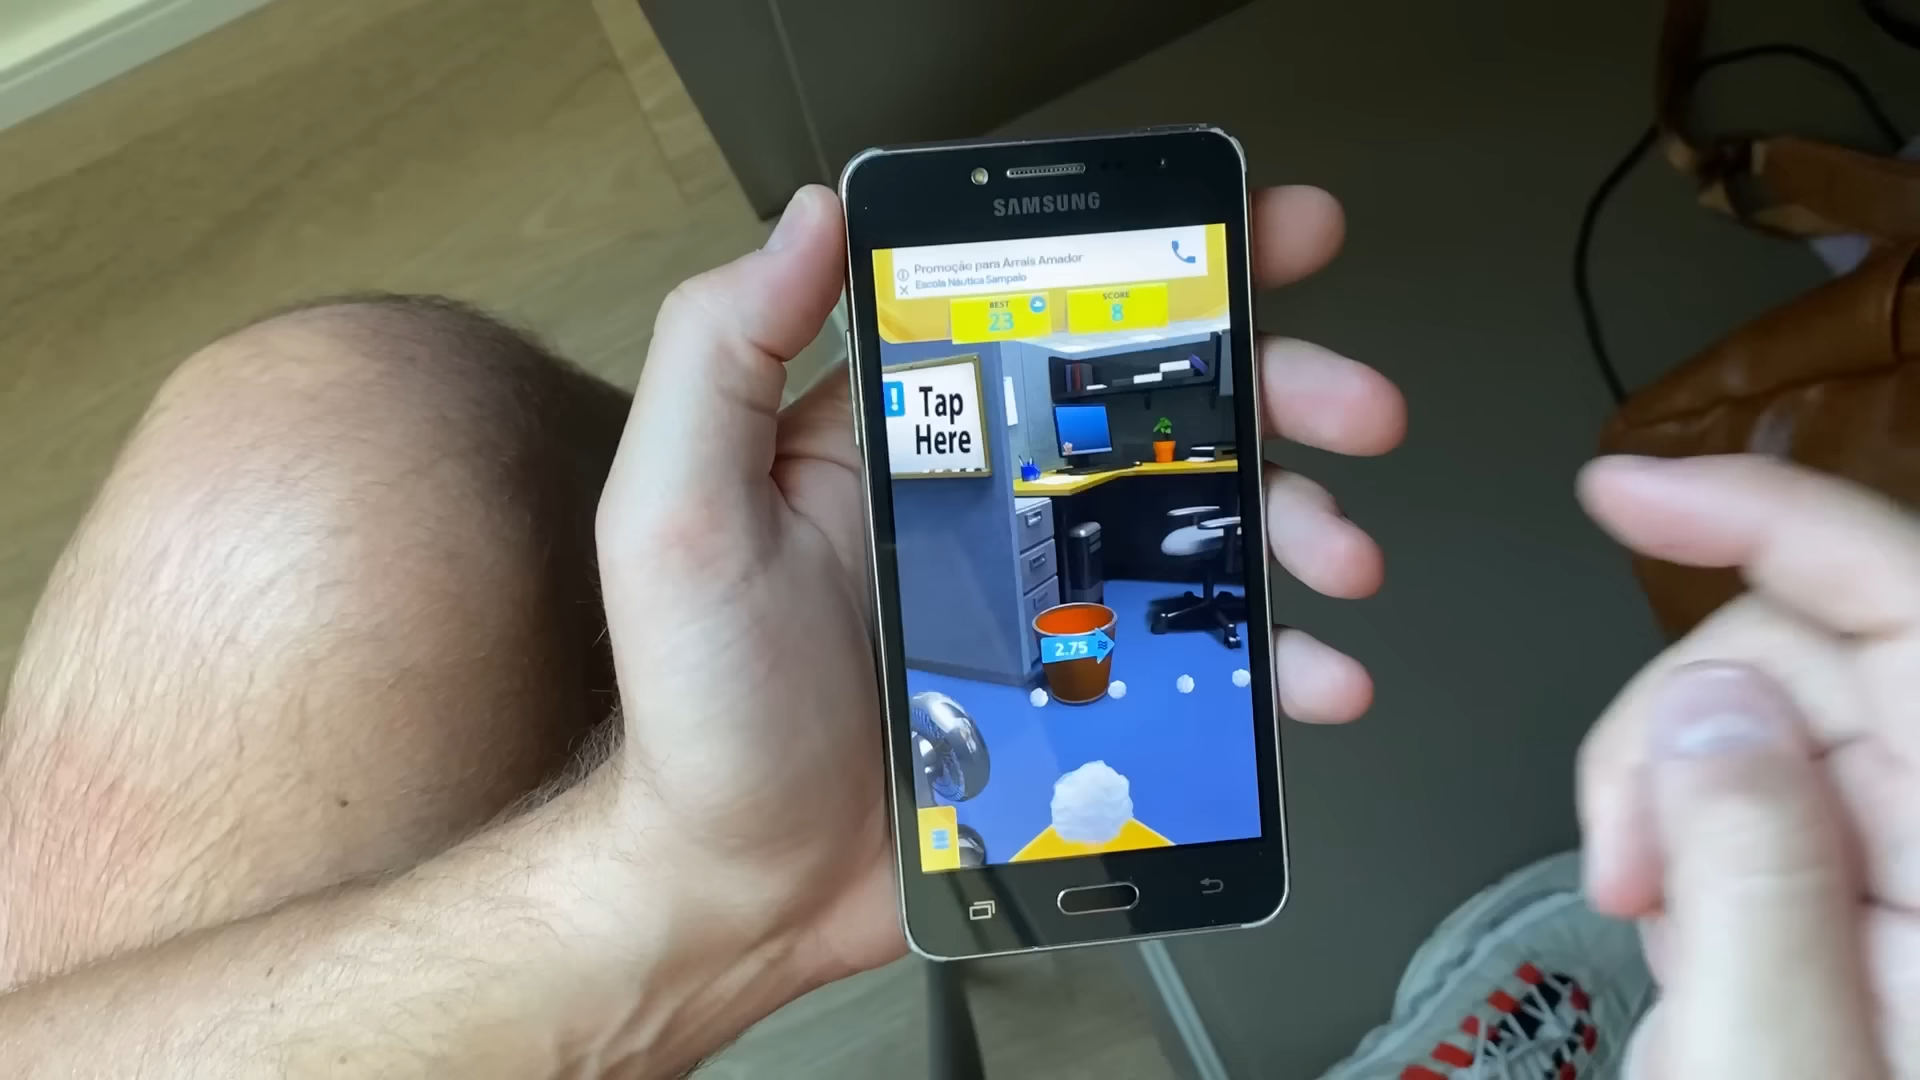 SAMSUNG
Promoção para Arrais Amador
Escola Náutica Sampaio
BEST
23
SCORE
8
! Tap
Here
2.75